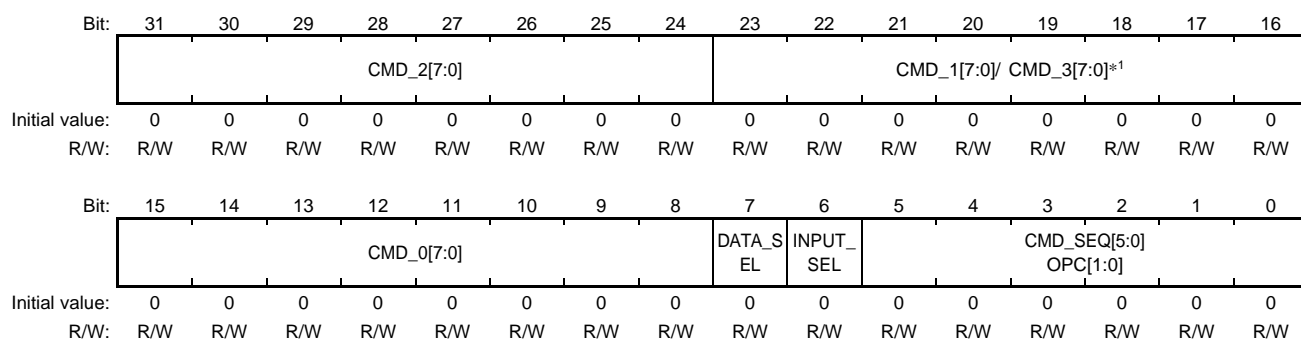 Bit: 31 30 29 28 27 26 25 24 23 22 21 20 19 18 17 16
CMD_2[7:0] CMD_1[7:0]/ CMD_3[7:0]*1
Initial value: 0 0 0 0 0 0 0 0 0 0 0 0 0 0 0 0
R/W: R/W R/W R/W R/W R/W R/W R/W R/W R/W R/W R/W R/W R/W R/W R/W R/W
Bit: 15 14 13 12 11 10 9 8 7 6 5 4 3 2 1 0
CMD_0[7:0] DATA_S INPUT_ CMD_SEQ[5:0]
EL SEL OPC[1:0]
Initial value: 0 0 0 0 0 0 0 0 0 0 0 0 0 0 0 0
R/W: R/W R/W R/W R/W R/W R/W R/W R/W R/W R/W R/W R/W R/W R/W R/W R/W